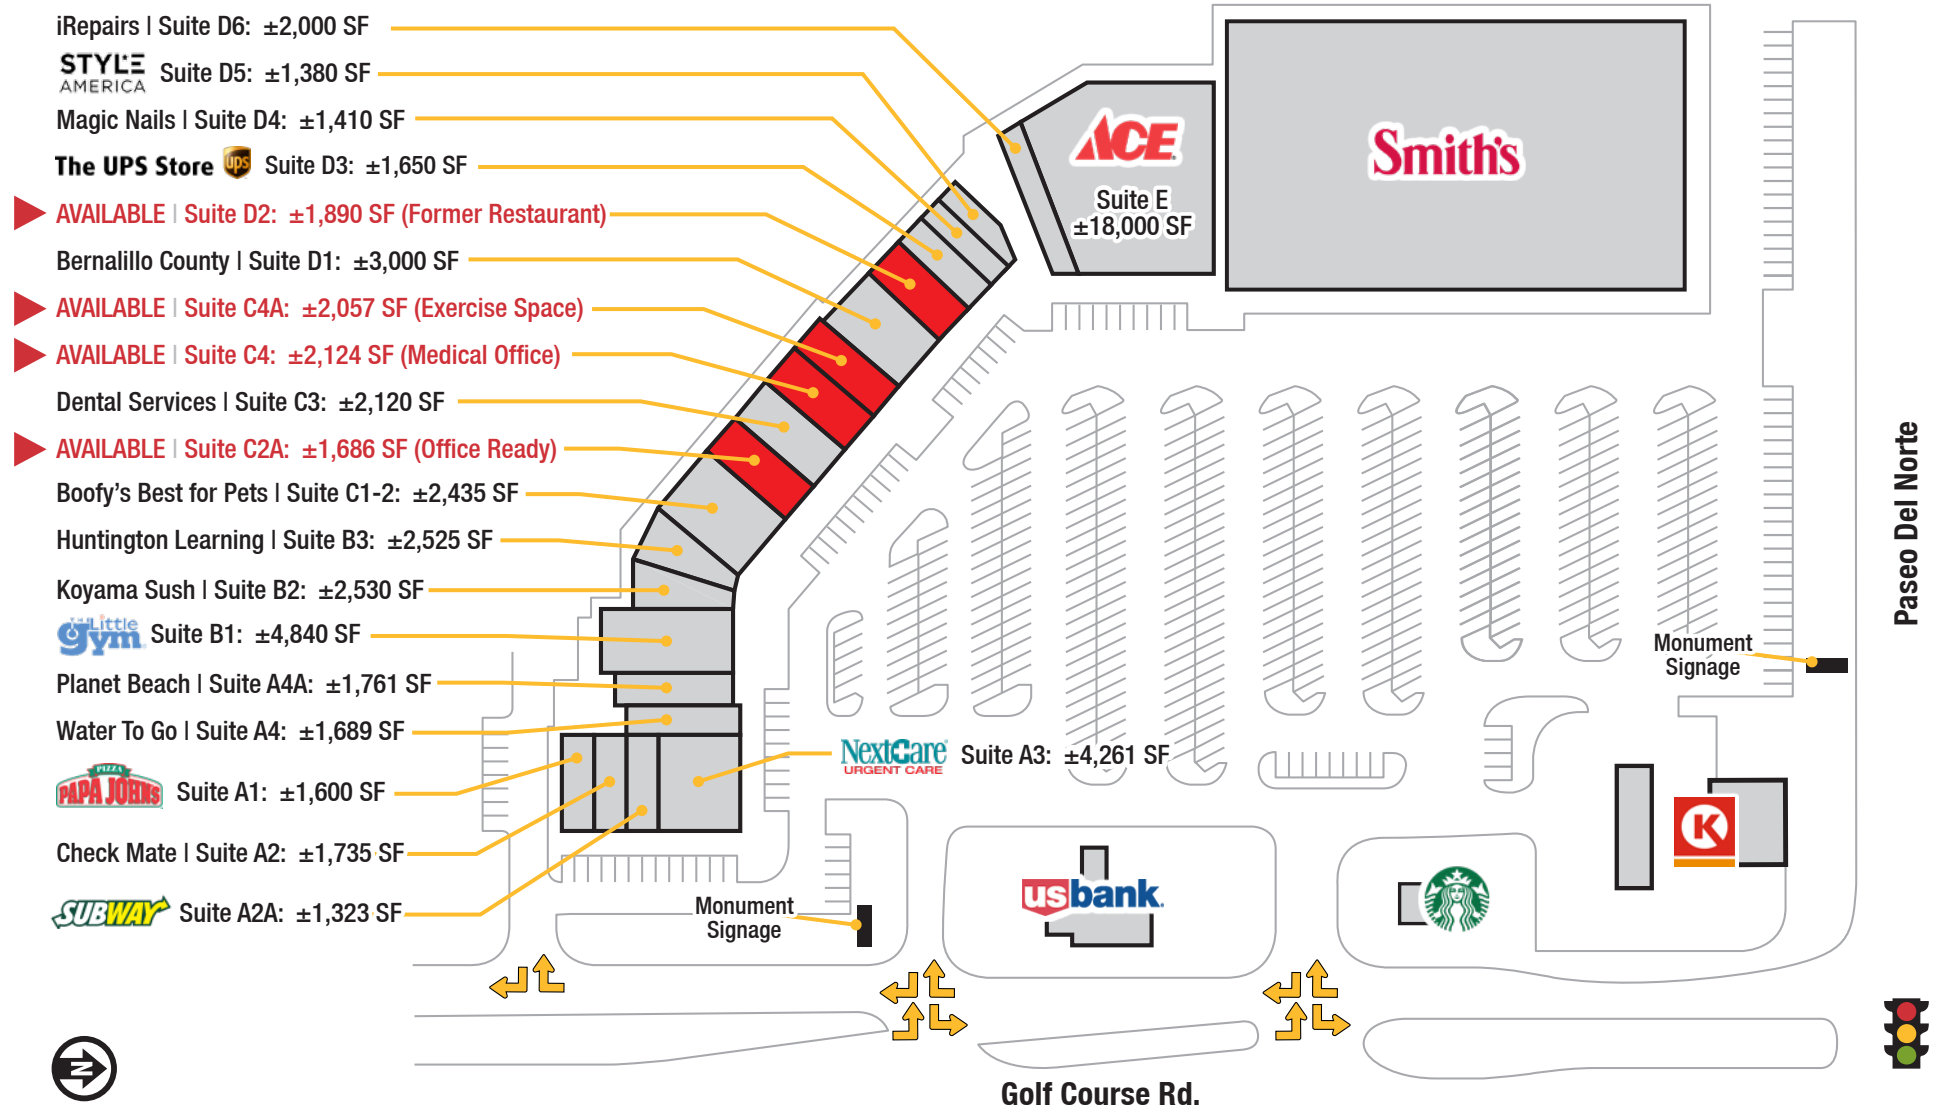 iRepairs | Suite D6: ±2,000 SF
STYLE AMERICA Suite D5: ±1,380 SF
Magic Nails | Suite D4: ±1,410 SF
The UPS Store ups Suite D3: ±1,650 SF
AVAILABLE | Suite D2: ±1,890 SF (Former Restaurant)
Bernalillo County | Suite D1: ±3,000 SF
AVAILABLE | Suite C4A: ±2,057 SF (Exercise Space)
AVAILABLE | Suite C4: ±2,124 SF (Medical Office)
Dental Services | Suite C3: ±2,120 SF
AVAILABLE | Suite C2A: ±1,686 SF (Office Ready)
Boofy's Best for Pets | Suite C1-2: ±2,435 SF
Huntington Learning | Suite B3: ±2,525 SF
Koyama Sush | Suite B2: ±2,530 SF
The Little gym Suite B1: ±4,840 SF
Planet Beach | Suite A4A: ±1,761 SF
Water To Go | Suite A4: ±1,689 SF
PIZZA PAPA JOHNS Suite A1: ±1,600 SF
Check Mate | Suite A2: ±1,735 SF
SUBWAY Suite A2A: ±1,323 SF
ACE
Suite E
±18,000 SF
Smith's
NextCare URGENT CARE Suite A3: ±4,261 SF
Monument
Signage
Paseo Del Norte
Monument
Signage
usbank.
K
N
Golf Course Rd.